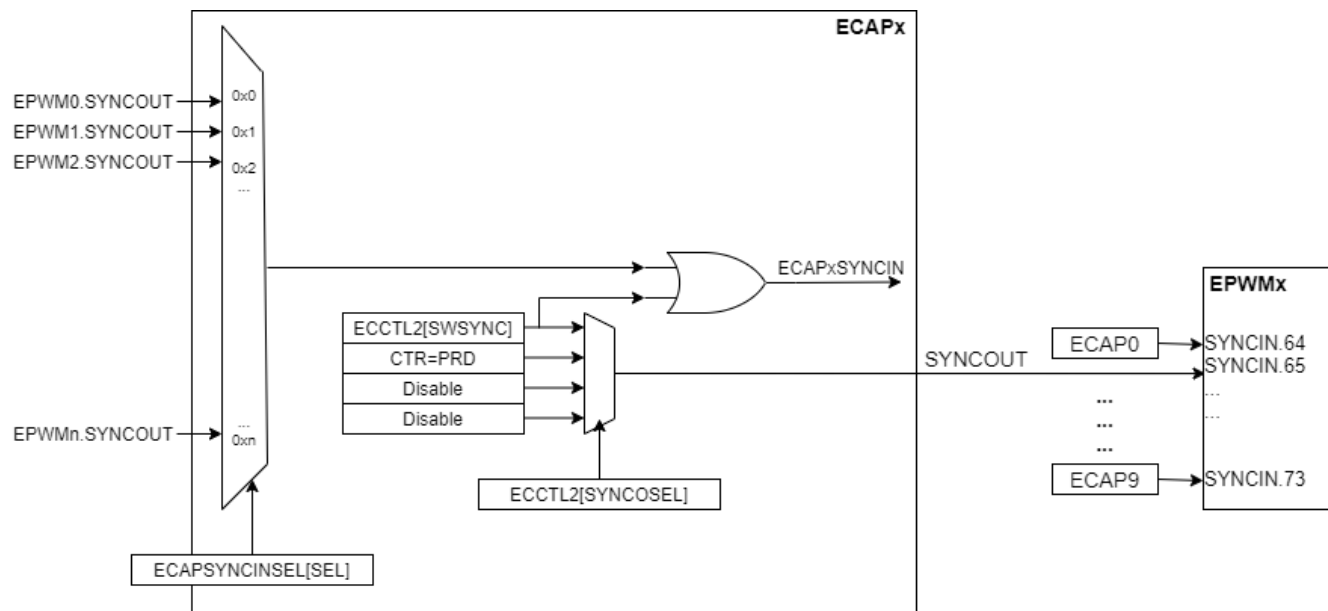 ECAPx
EPWM0.SYNCOUT
0x0
EPWM1.SYNCOUT
0x1
EPWM2.SYNCOUT
0x2
...
ECAPxSYNCIN
EPWMx
ECCTL2[SWSYNC]
CTR=PRD
Disable
Disable
SYNCOUT
ECAP0
SYNCIN.64
SYNCIN.65
...
...
...
...
...
ECAP9
SYNCIN.73
EPWMn.SYNCOUT
...
0xn
ECCTL2[SYNCOSEL]
ECAPSYNCINSEL[SEL]